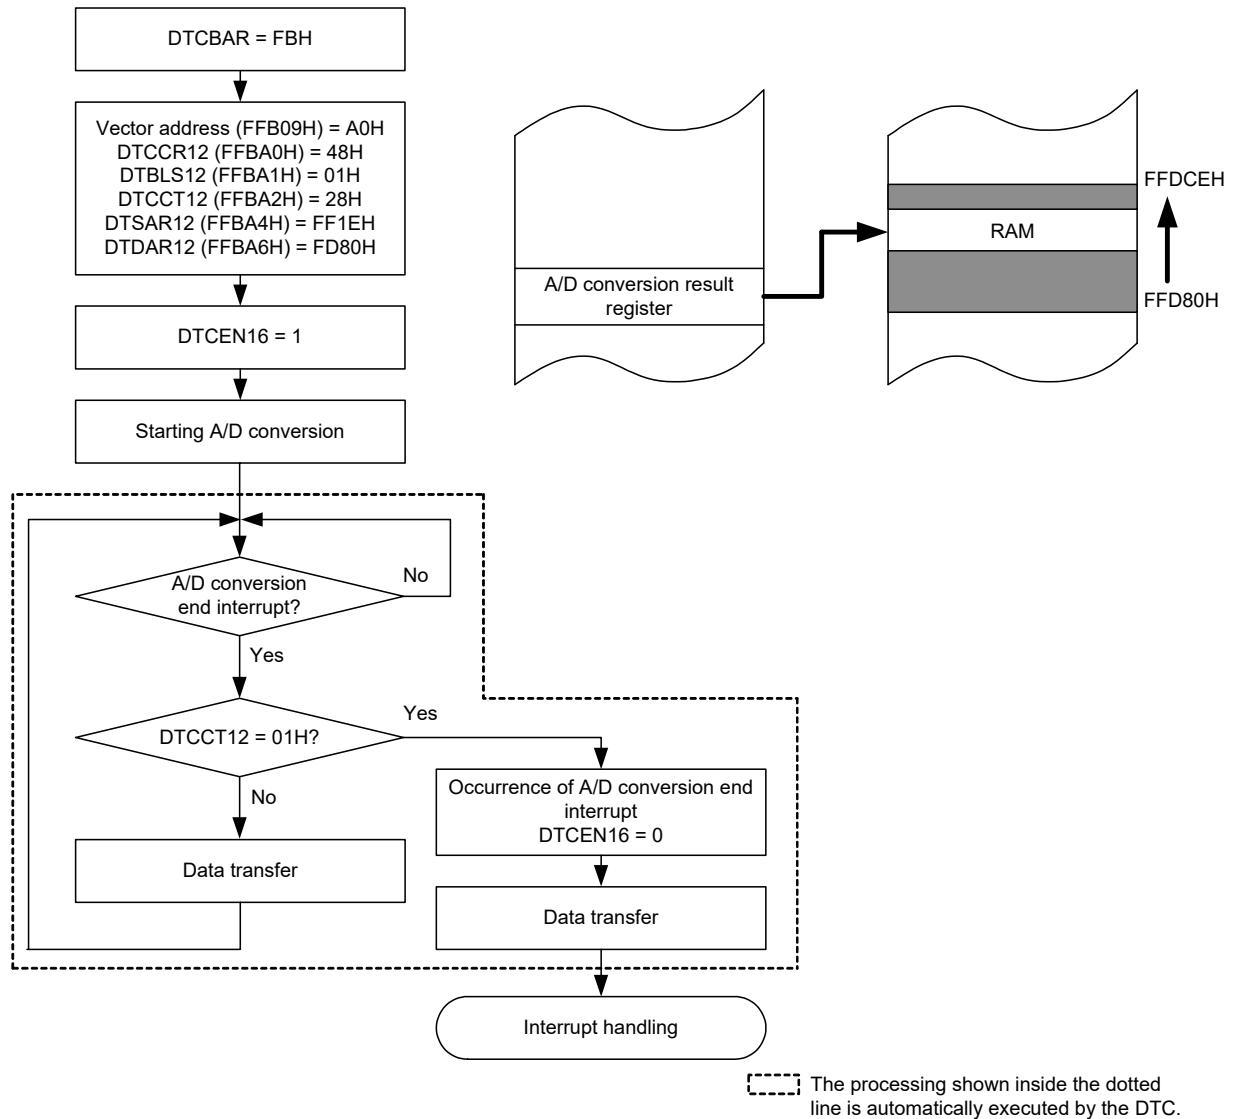 DTCBAR = FBH
Vector address (FFB09H) = A0H
DTCCR12 (FFBA0H) = 48H
DTBLS12 (FFBA1H) = 01H
DTCCT12 (FFBA2H) = 28H
DTSAR12 (FFBA4H) = FF1EH
DTDAR12 (FFBA6H) = FD80H
DTCEN16 = 1
Starting A/D conversion
A/D conversion
end interrupt?
No
Yes
DTCCT12 = 01H?
Yes
No
Data transfer
Occurrence of A/D conversion end
interrupt
DTCEN16 = 0
Data transfer
Interrupt handling
A/D conversion result
register
RAM
FFDCEH
FFD80H
The processing shown inside the dotted
line is automatically executed by the DTC.